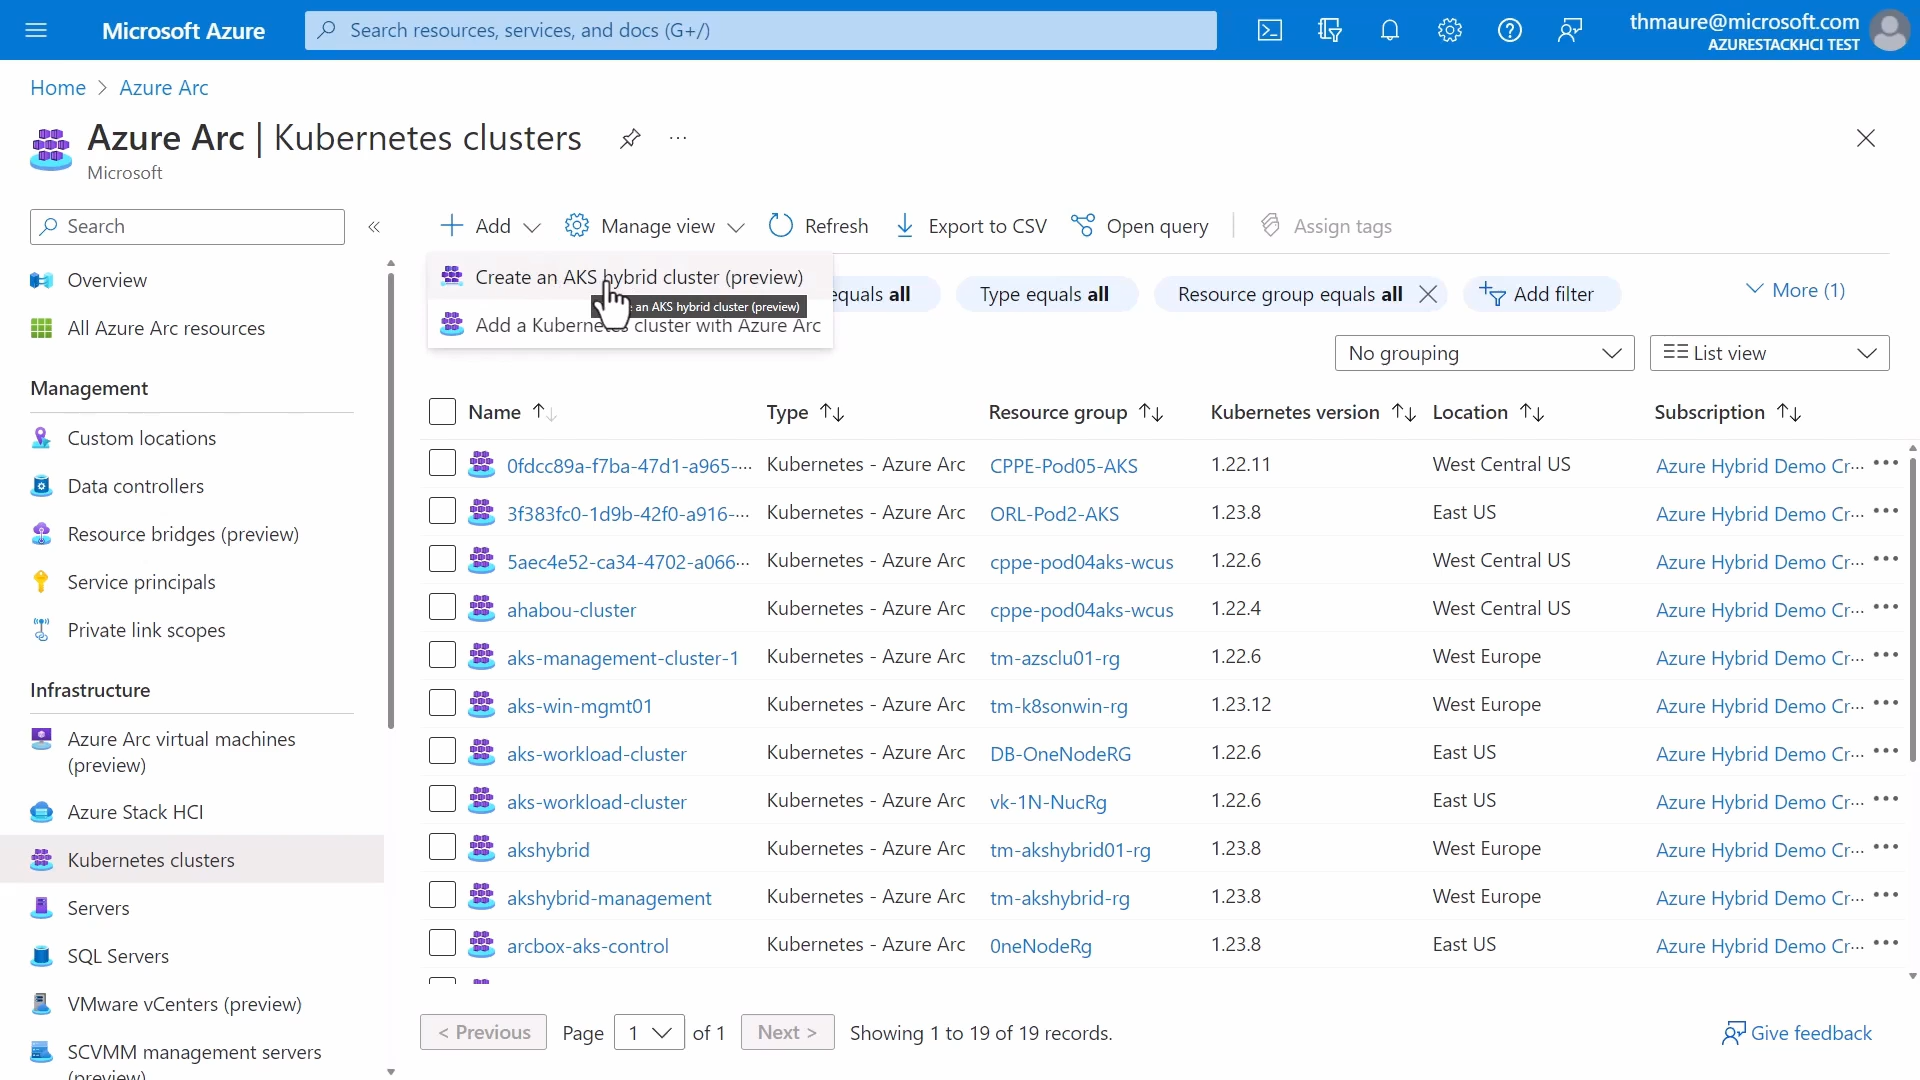 Microsoft Azure
Search resources, services, and docs (G+/)
thmaure@microsoft.com
AZURESTACKHCI TEST
Home > Azure Arc
Azure Arc | Kubernetes clusters
Microsoft
Search
Overview
All Azure Arc resources
Management
Custom locations
Data controllers
Resource bridges (preview)
Service principals
Private link scopes
Infrastructure
Azure Arc virtual machines
(preview)
Azure Stack HCI
Kubernetes clusters
Servers
SQL Servers
VMware vCenters (preview)
SCVMM management servers
(preview)
Add Manage view Refresh Export to CSV Open query Assign tags
Create an AKS hybrid cluster (preview)
an AKS hybrid cluster (preview)
Add a Kubernetes cluster with Azure Arc
equals all Type equals all Resource group equals all Add filter More (1)
No grouping List view
Name Type Resource group Kubernetes version Location Subscription
0fdcc89a-f7ba-47d1-a965-... Kubernetes - Azure Arc CPPE-Pod05-AKS 1.22.11 West Central US Azure Hybrid Demo Cr...
3f383fc0-1d9b-42f0-a916-... Kubernetes - Azure Arc ORL-Pod2-AKS 1.23.8 East US Azure Hybrid Demo Cr...
5aec4e52-ca34-4702-a066-... Kubernetes - Azure Arc cppe-pod04aks-wcus 1.22.6 West Central US Azure Hybrid Demo Cr...
ahabou-cluster Kubernetes - Azure Arc cppe-pod04aks-wcus 1.22.4 West Central US Azure Hybrid Demo Cr...
aks-management-cluster-1 Kubernetes - Azure Arc tm-azsclu01-rg 1.22.6 West Europe Azure Hybrid Demo Cr...
aks-win-mgmt01 Kubernetes - Azure Arc tm-k8sonwin-rg 1.23.12 West Europe Azure Hybrid Demo Cr...
aks-workload-cluster Kubernetes - Azure Arc DB-OneNodeRG 1.22.6 East US Azure Hybrid Demo Cr...
aks-workload-cluster Kubernetes - Azure Arc vk-1N-NucRg 1.22.6 East US Azure Hybrid Demo Cr...
akshybrid Kubernetes - Azure Arc tm-akshybrid01-rg 1.23.8 West Europe Azure Hybrid Demo Cr...
akshybrid-management Kubernetes - Azure Arc tm-akshybrid-rg 1.23.8 West Europe Azure Hybrid Demo Cr...
arcbox-aks-control Kubernetes - Azure Arc 0neNodeRg 1.23.8 East US Azure Hybrid Demo Cr...
< Previous Page 1 of 1 Next > Showing 1 to 19 of 19 records. Give feedback